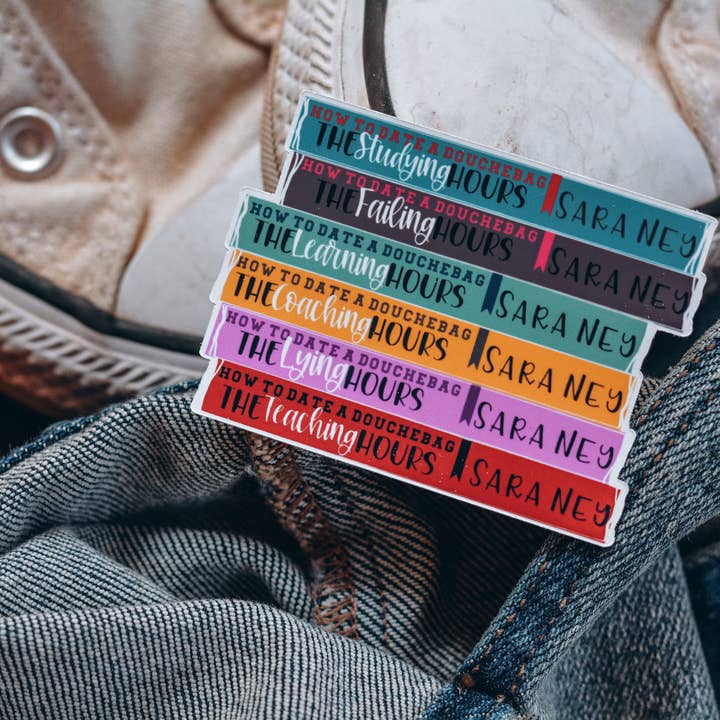 HOW TO DATE A DOUCHEBAG
THE Studying HOURS
SARA NEY
HOW TO DATE A DOUCHEBAG
THE Failing HOURS
SARA NEY
HOW TO DATE A DOUCHEBAG
THE Learning HOURS
SARA NEY
HOW TO DATE A DOUCHEBAG
THE Coaching HOURS
SARA NEY
HOW TO DATE A DOUCHEBAG
THE Lying HOURS
SARA NEY
HOW TO DATE A DOUCHEBAG
THE Teaching HOURS
SARA NEY